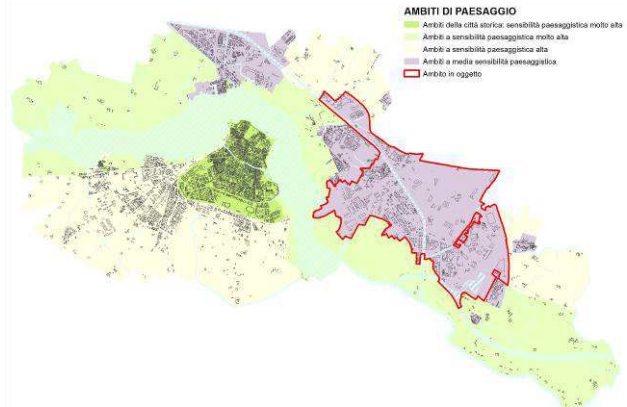 AMBITI DI PAESAGGIO
Ambiti della città storica: sensibilità paesaggistica molto alta
Ambiti a sensibilità paesaggistica molto alta
Ambiti a sensibilità paesaggistica alta
Ambiti a media sensibilità paesaggistica
Ambito in oggetto